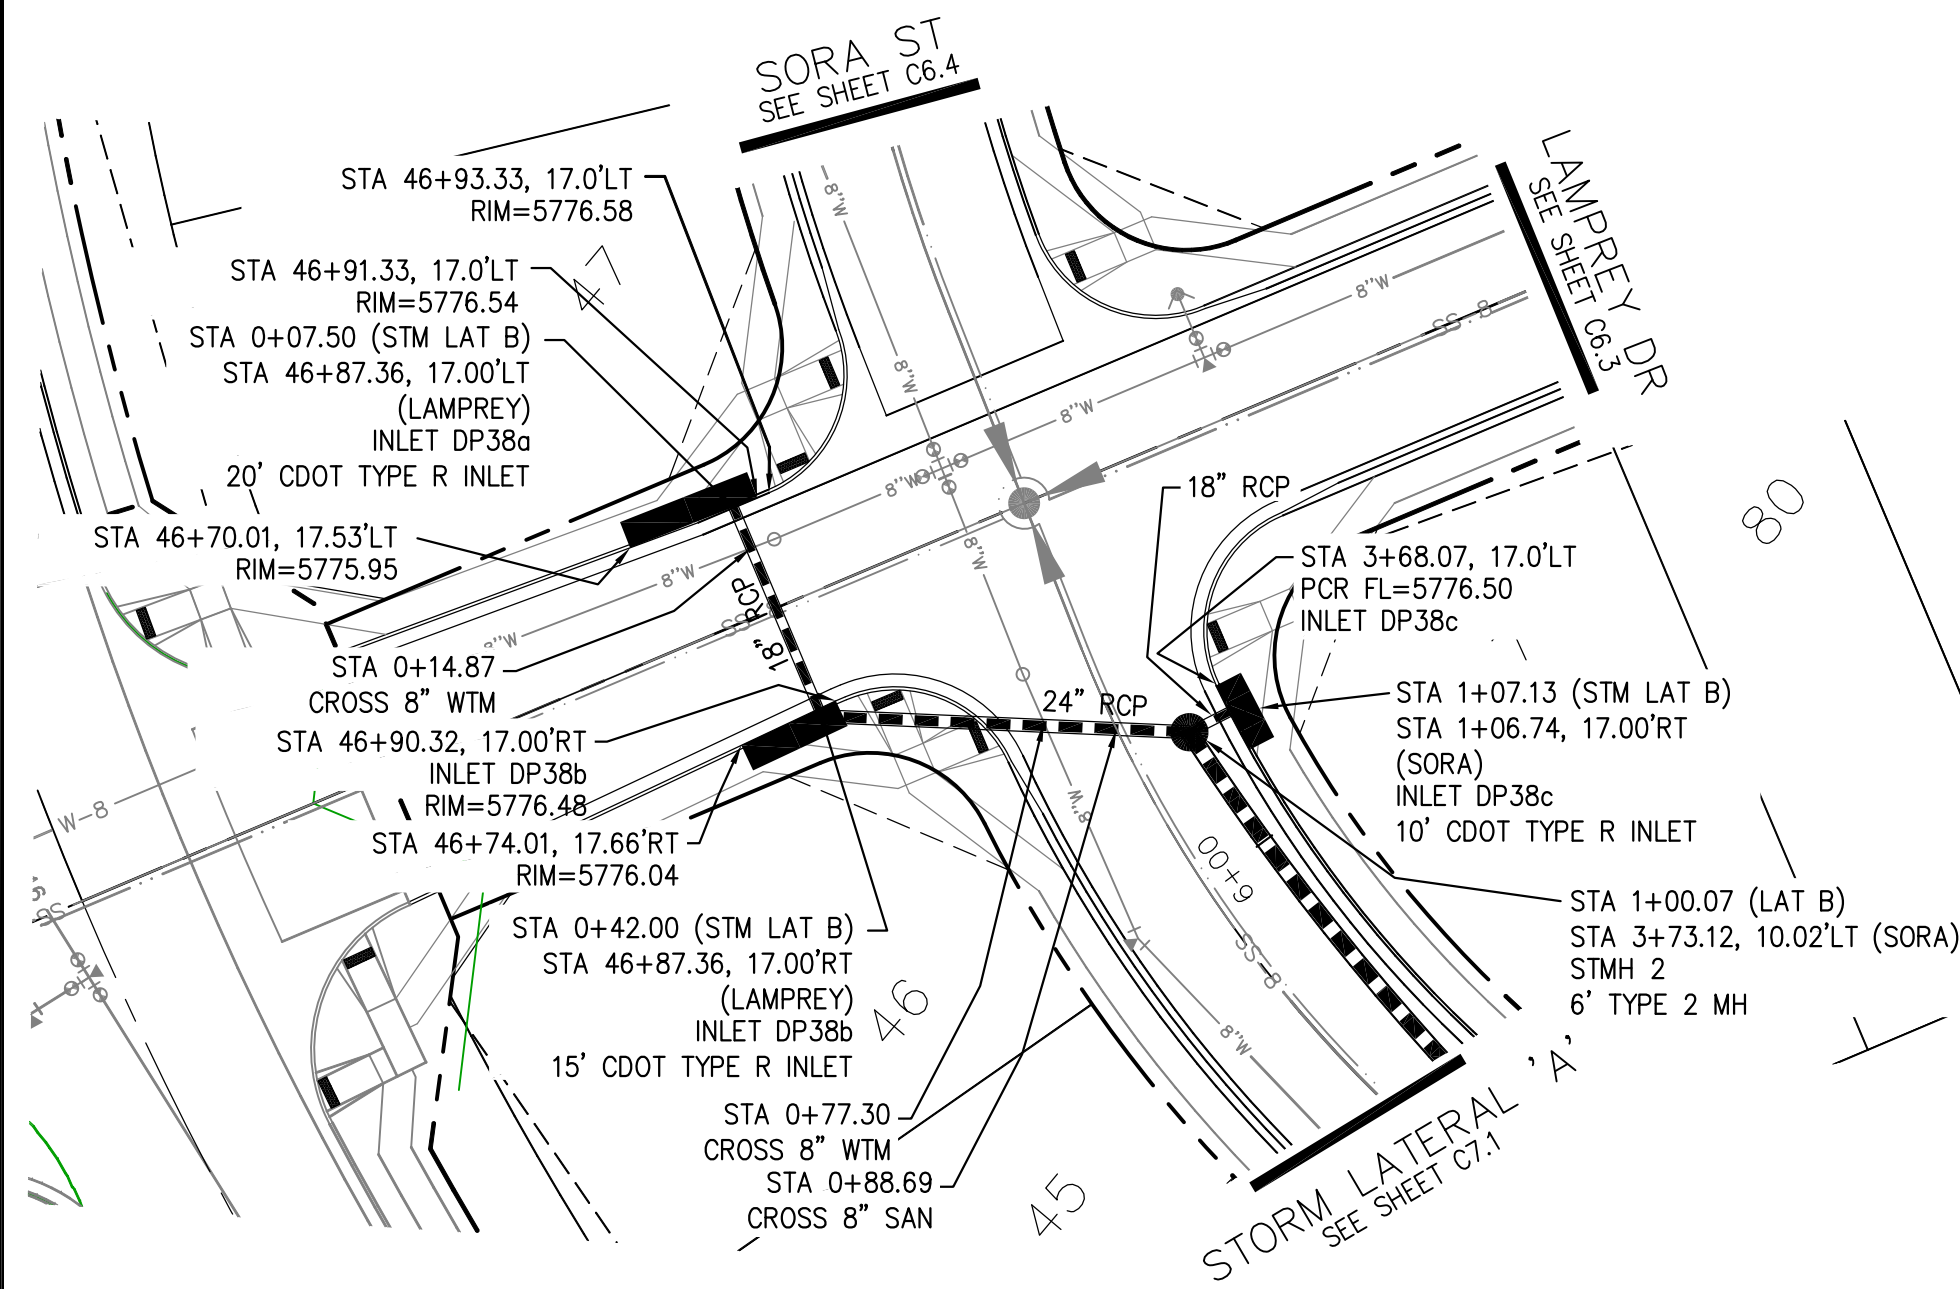 SORA ST
SEE SHEET C6.4
LAMPREY DR
SEE SHEET C6.3
STA 46+93.33, 17.0'LT
RIM=5776.58
47
STA 46+91.33, 17.0'LT
RIM=5776.54
STA 0+07.50 (STM LAT B)
STA 46+87.36, 17.00'LT
(LAMPREY)
INLET DP38a
20' CDOT TYPE R INLET
STA 46+70.01, 17.53'LT
RIM=5775.95
STA 0+14.87
CROSS 8" WTM
STA 46+90.32, 17.00'RT
INLET DP38b
RIM=5776.48
STA 46+74.01, 17.66'RT
RIM=5776.04
STA 0+42.00 (STM LAT B)
STA 46+87.36, 17.00'RT
(LAMPREY)
INLET DP38b
15' CDOT TYPE R INLET
STA 0+77.30
CROSS 8" WTM
STA 0+88.69
CROSS 8" SAN
18" RCP
24" RCP
18" RCP
STA 3+68.07, 17.0'LT
PCR FL=5776.50
INLET DP38c
STA 1+07.13 (STM LAT B)
STA 1+06.74, 17.00'RT
(SORA)
INLET DP38c
10' CDOT TYPE R INLET
STA 1+00.07 (LAT B)
STA 3+73.12, 10.02'LT (SORA)
STMH 2
6' TYPE 2 MH
80
46
45
6+00
8"W
8"W
8"W
8"W
8"W
8"W
8"W
8"W
8"W
8"W
W-8
SS-8
SS-8
SS
STORM LATERAL 'A'
SEE SHEET C7.1